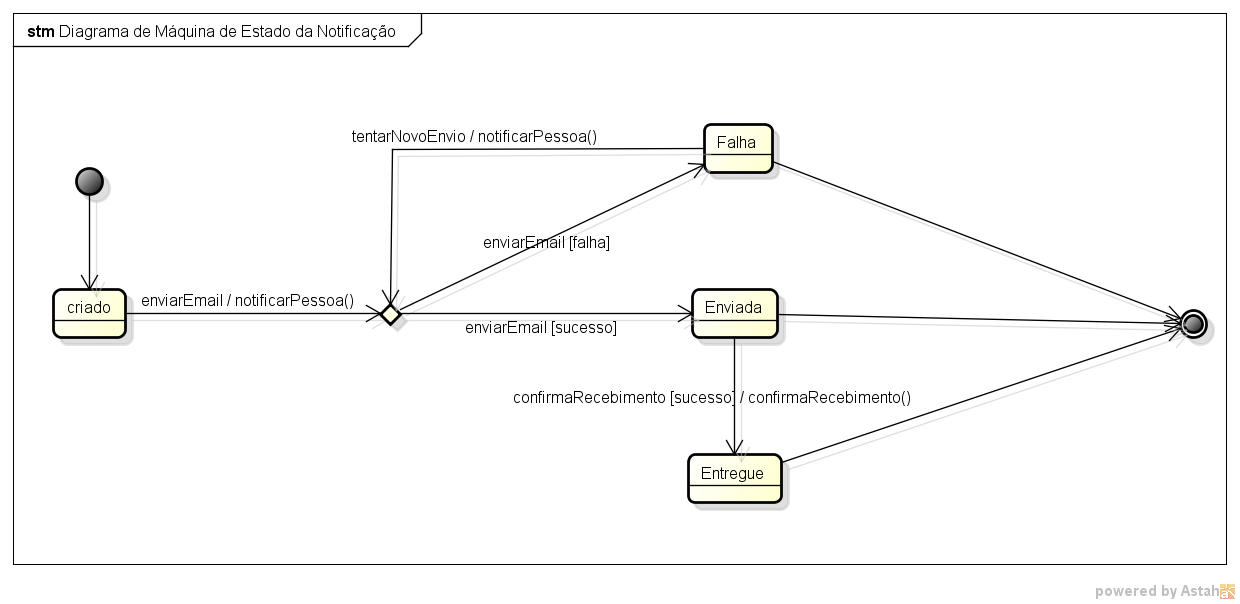 stm Diagrama de Máquina de Estado da Notificação
tentarNovoEnvio / notificarPessoa()
Falha
enviarEmail [falha]
criado
enviarEmail / notificarPessoa()
Enviada
enviarEmail [sucesso]
confirmaRecebimento [sucesso] / confirmaRecebimento()
Entregue
powered by Astah